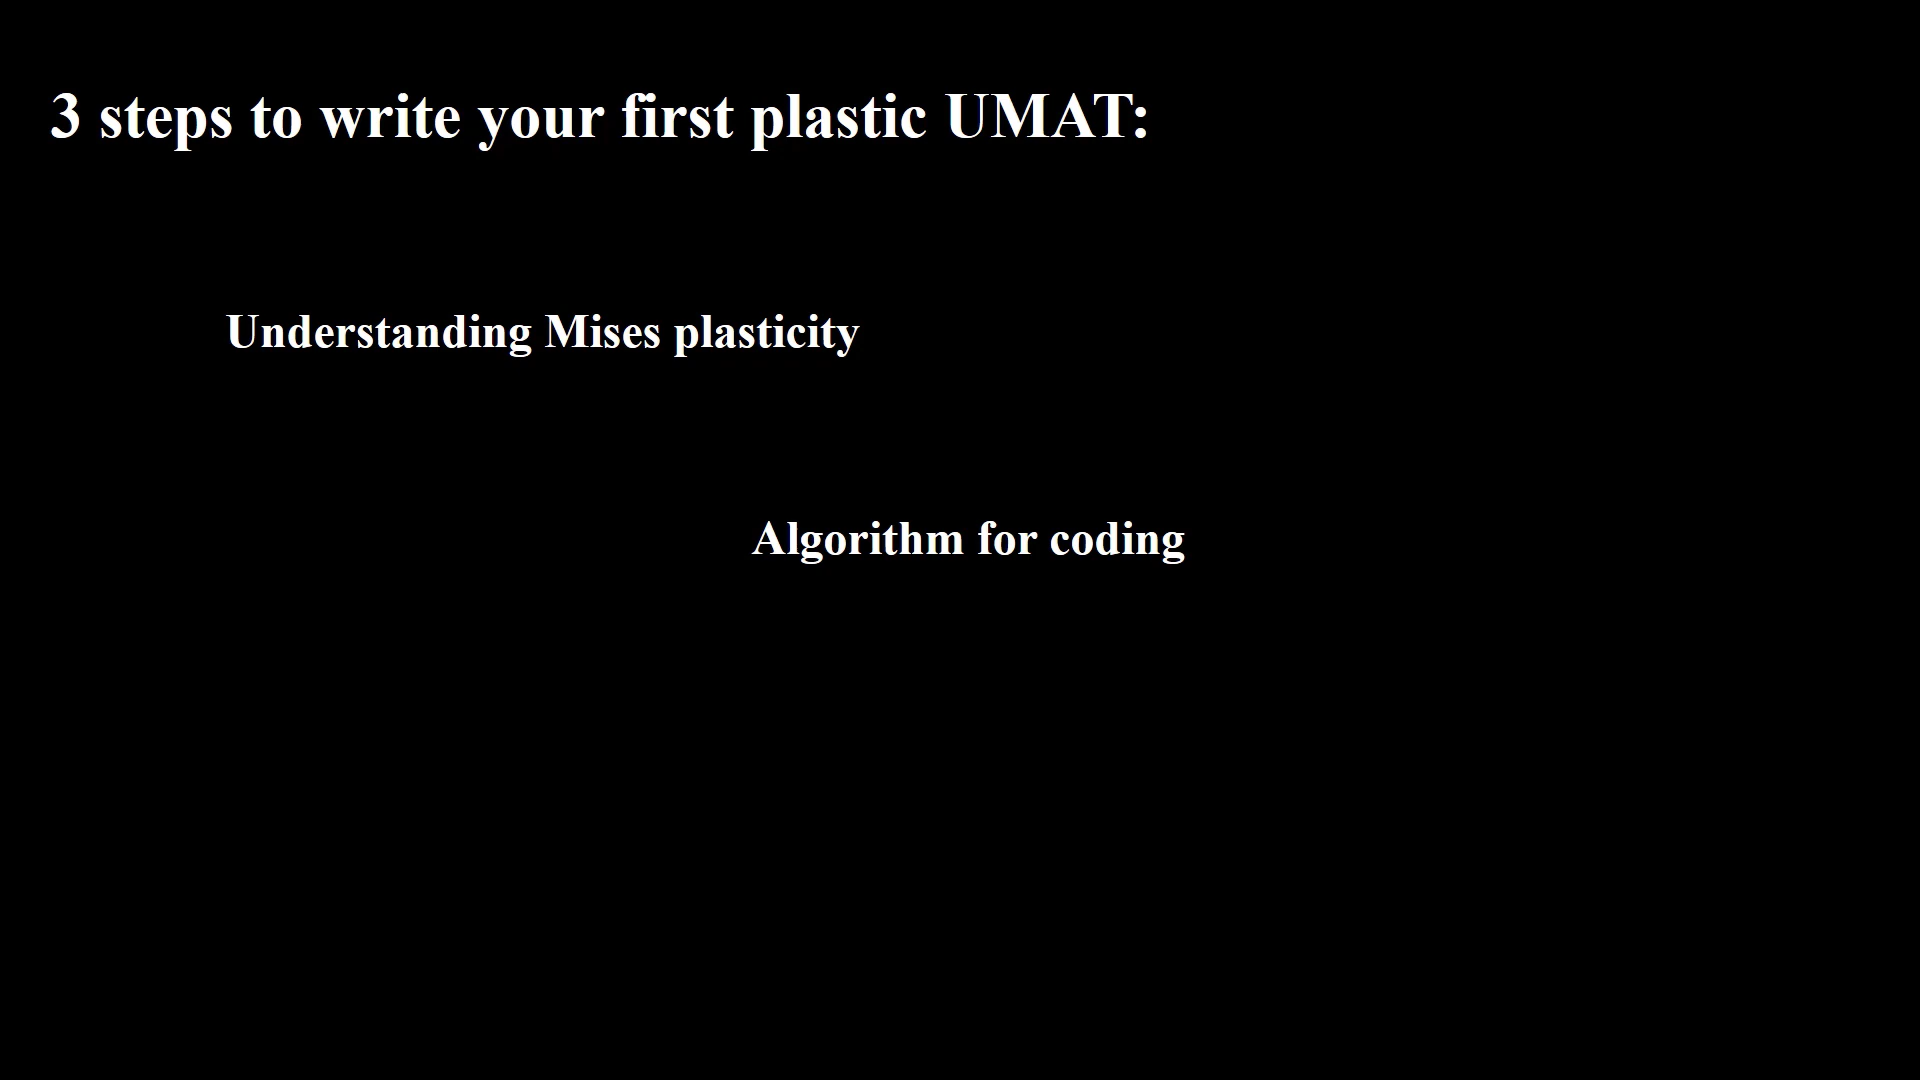 3 steps to write your first plastic UMAT:
Understanding Mises plasticity
Algorithm for coding